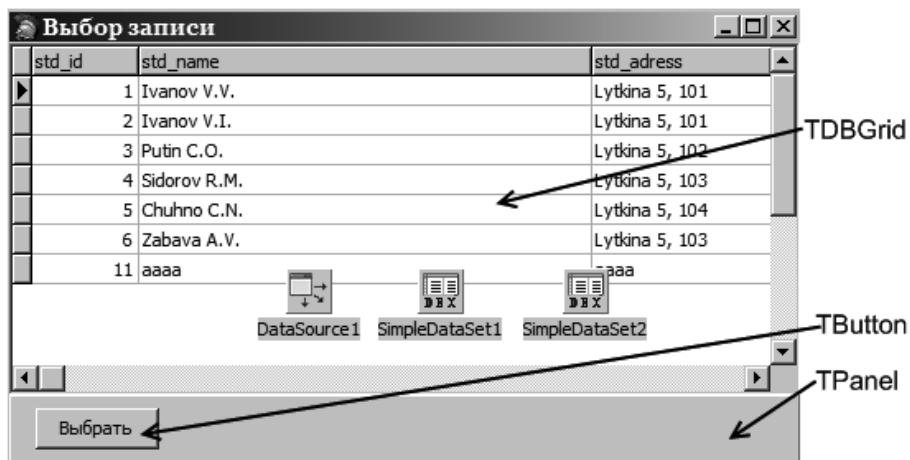 Выбор записи
std_id std_name std_adress
1 Ivanov V.V. Lytkina 5, 101
2 Ivanov V.I. Lytkina 5, 101
TDBGrid
3 Putin C.O. Lytkina 5, 102
4 Sidorov R.M. Lytkina 5, 103
5 Chuhno C.N. Lytkina 5, 104
6 Zabava A.V. Lytkina 5, 103
11 aaaa aaaa
DBX DBX
DataSource1 SimpleDataSet1 SimpleDataSet2
TButton
TPanel
Выбрать